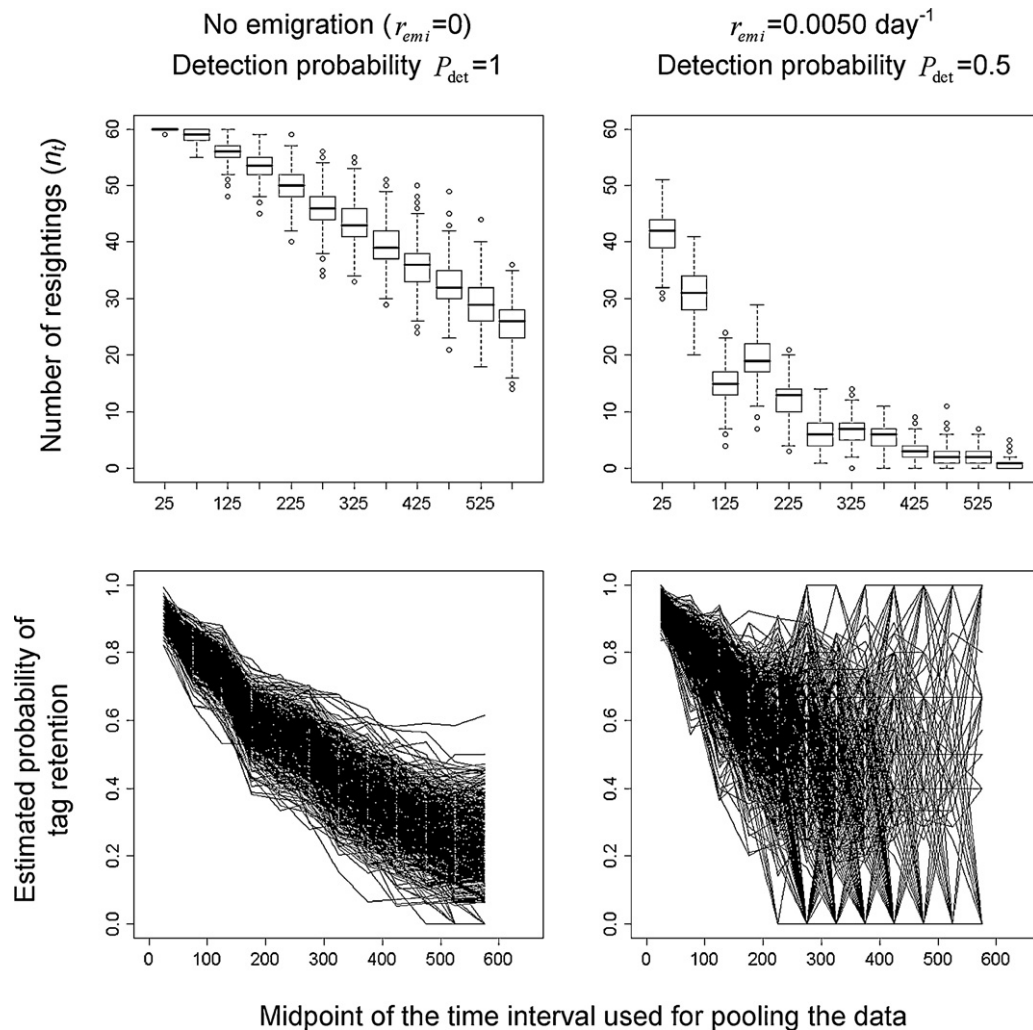 No emigration (r_emi=0)
Detection probability P_det=1
r_emi=0.0050 day⁻¹
Detection probability P_det=0.5
Number of resightings (n_t)
60
50
40
30
20
10
0
25 125 225 325 425 525
60
50
40
30
20
10
0
25 125 225 325 425 525
Estimated probability of
tag retention
1.0
0.8
0.6
0.4
0.2
0.0
0 100 200 300 400 500 600
1.0
0.8
0.6
0.4
0.2
0.0
0 100 200 300 400 500 600
Midpoint of the time interval used for pooling the data